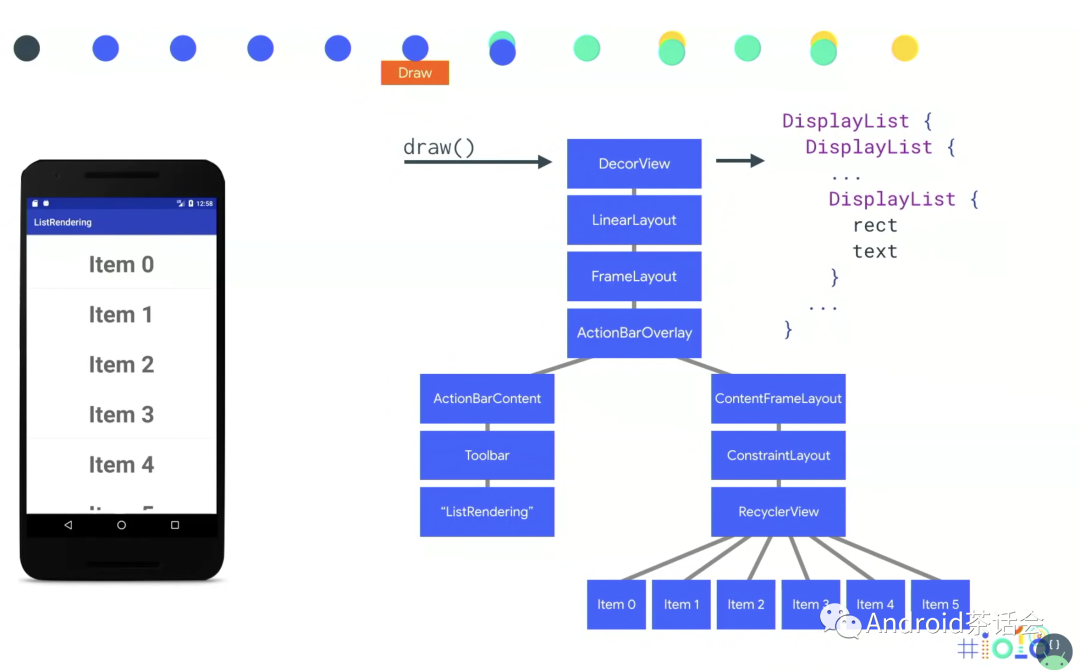 Draw
draw()
DecorView
LinearLayout
FrameLayout
ActionBarOverlay
ActionBarContent
Toolbar
“ListRendering”
ContentFrameLayout
ConstraintLayout
RecyclerView
Item 0
Item 1
Item 2
Item 3
Item 4
Item 5
DisplayList {
DisplayList {
...
DisplayList {
rect
text
}
...
}
12:58
ListRendering
Item 0
Item 1
Item 2
Item 3
Item 4
Android茶话会